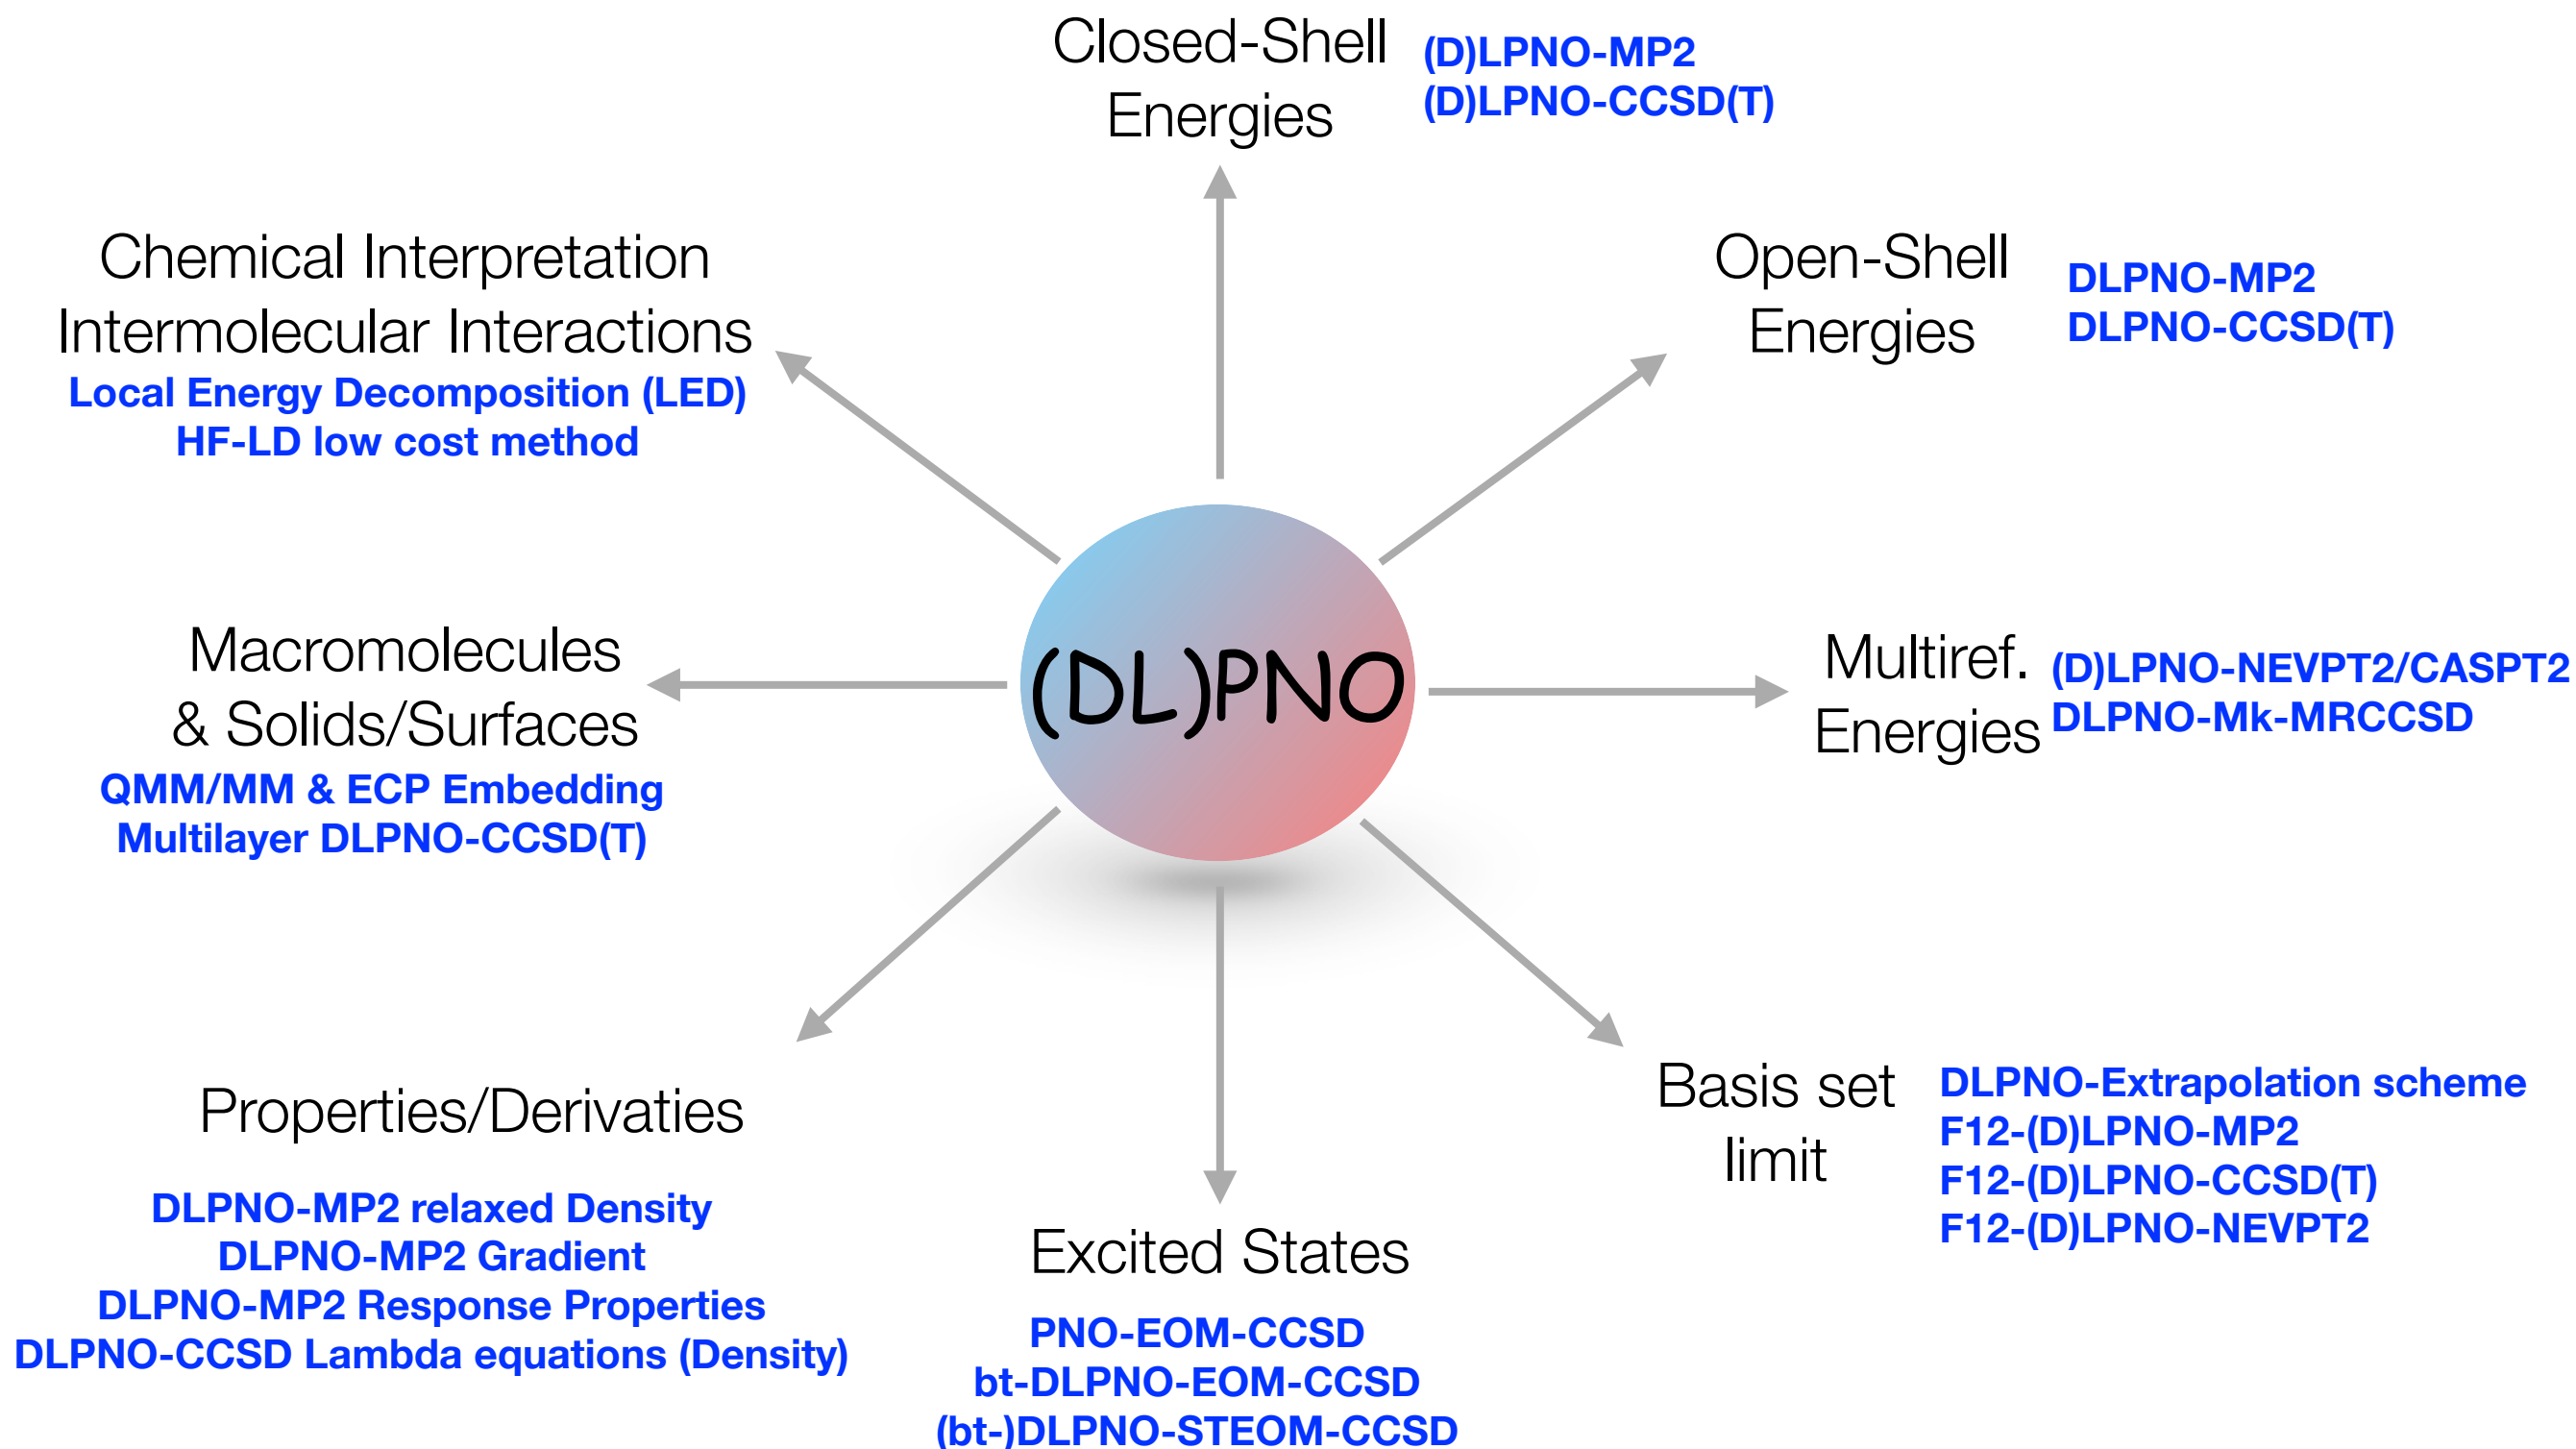 Closed-Shell
Energies
(D)LPNO-MP2
(D)LPNO-CCSD(T)
Chemical Interpretation
Intermolecular Interactions
Local Energy Decomposition (LED)
HF-LD low cost method
Open-Shell
Energies
DLPNO-MP2
DLPNO-CCSD(T)
Macromolecules
& Solids/Surfaces
QMM/MM & ECP Embedding
Multilayer DLPNO-CCSD(T)
(DL)PNO
Multiref.
Energies
(D)LPNO-NEVPT2/CASPT2
DLPNO-Mk-MRCCSD
Properties/Derivaties
DLPNO-MP2 relaxed Density
DLPNO-MP2 Gradient
DLPNO-MP2 Response Properties
DLPNO-CCSD Lambda equations (Density)
Excited States
PNO-EOM-CCSD
bt-DLPNO-EOM-CCSD
(bt-)DLPNO-STEOM-CCSD
Basis set
limit
DLPNO-Extrapolation scheme
F12-(D)LPNO-MP2
F12-(D)LPNO-CCSD(T)
F12-(D)LPNO-NEVPT2